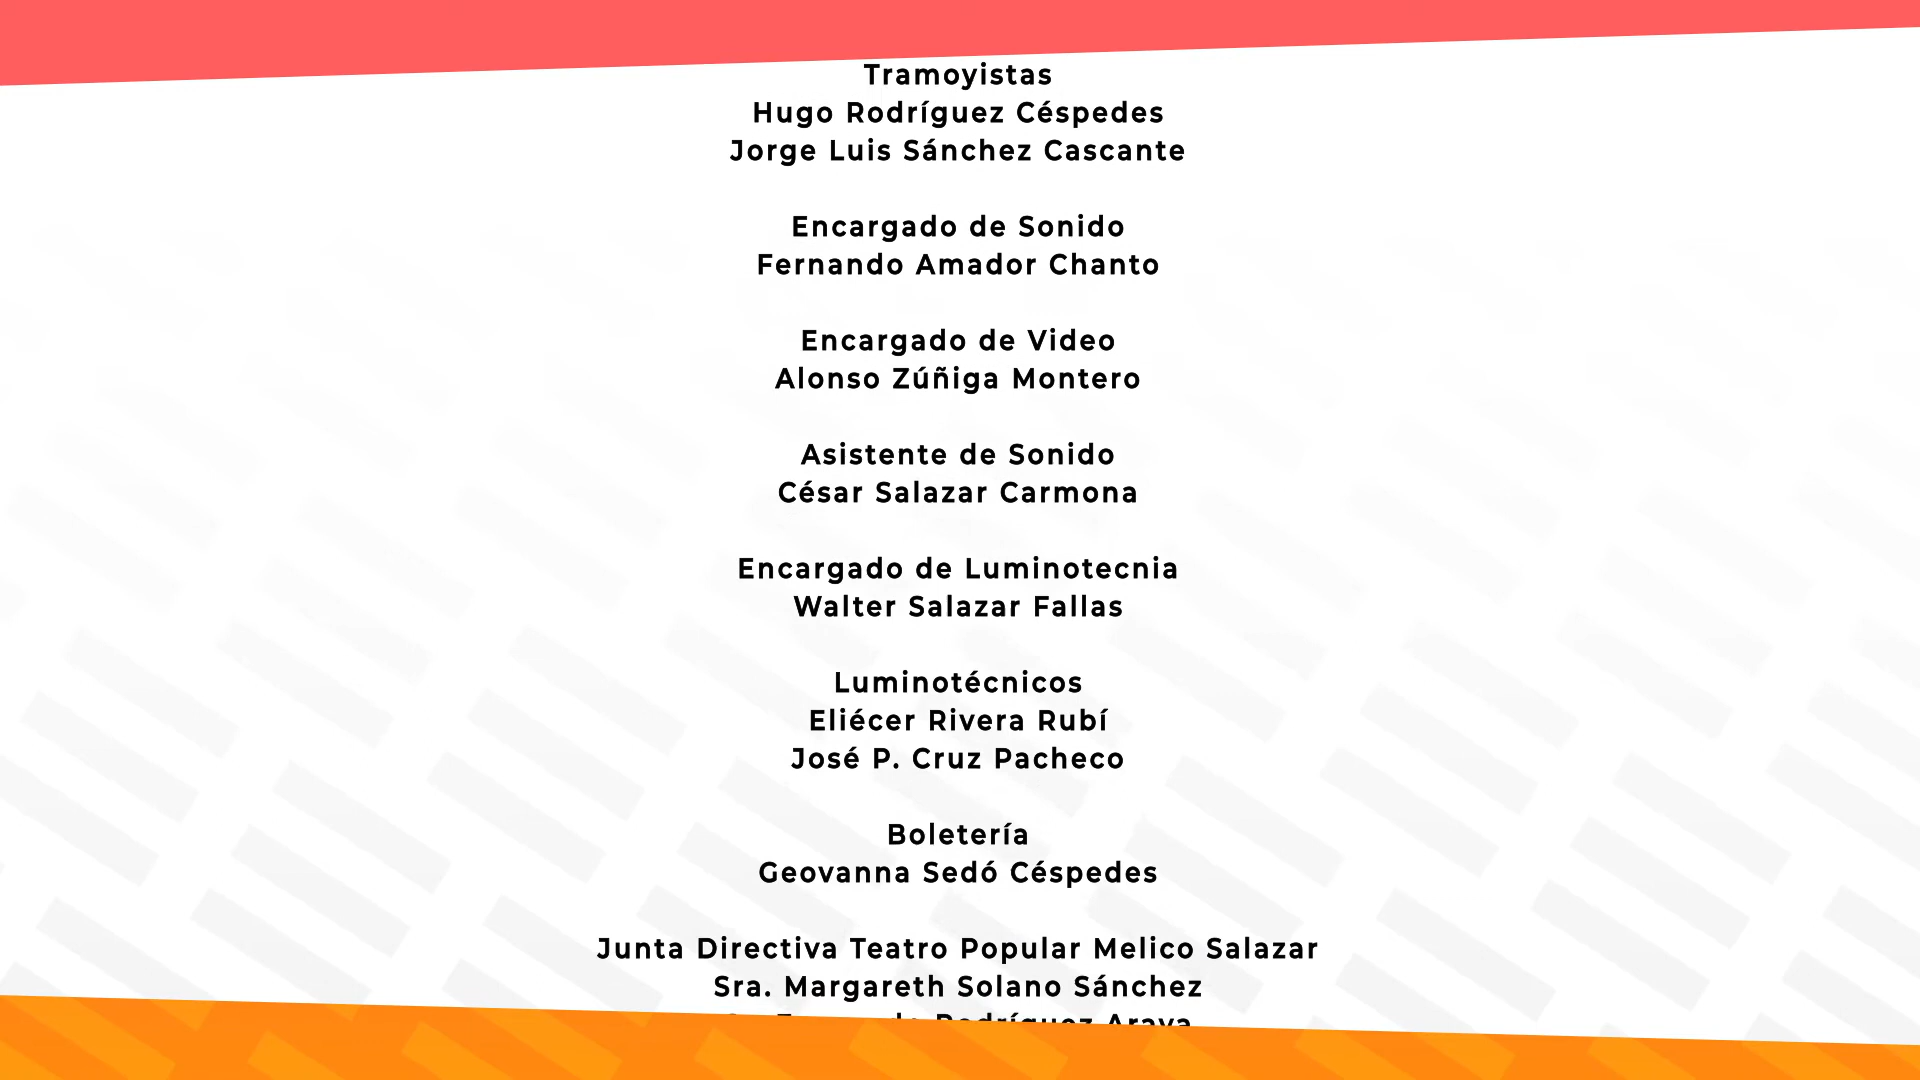 Tramoyistas
Hugo Rodríguez Céspedes
Jorge Luis Sánchez Cascante
Encargado de Sonido
Fernando Amador Chanto
Encargado de Video
Alonso Zúñiga Montero
Asistente de Sonido
César Salazar Carmona
Encargado de Luminotecnia
Walter Salazar Fallas
Luminotécnicos
Eliécer Rivera Rubí
José P. Cruz Pacheco
Boletería
Geovanna Sedó Céspedes
Junta Directiva Teatro Popular Melico Salazar
Sra. Margareth Solano Sánchez
Rodríguez Araya